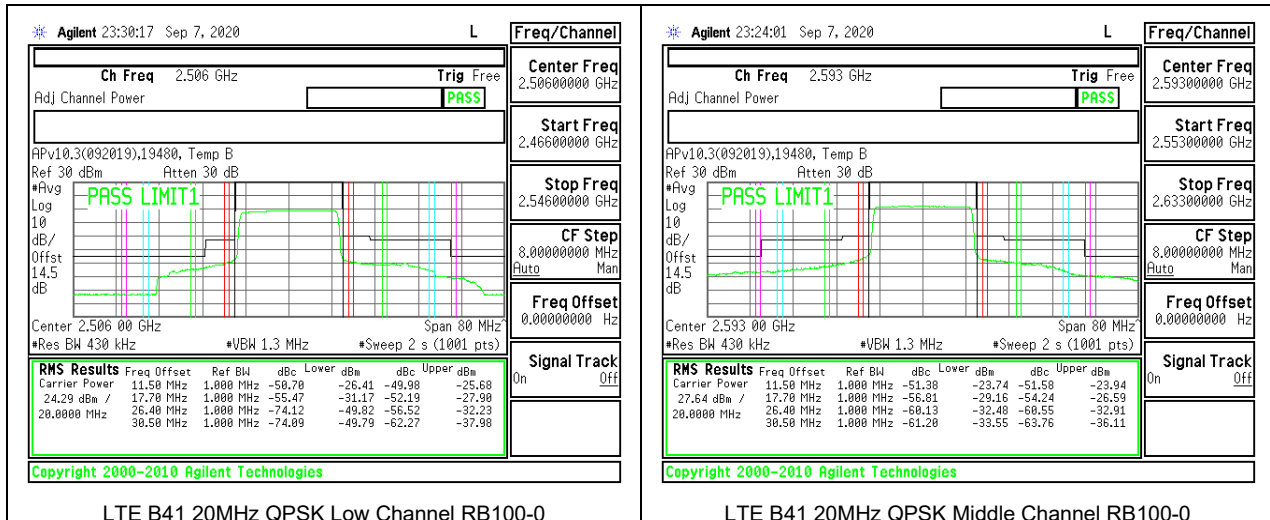 Agilent 23:30:17 Sep 7, 2020 L
Freq/Channel
Ch Freq 2.506 GHz Trig Free
Adj Channel Power PASS
APv10.3(092019),19480, Temp B
Ref 30 dBm Atten 30 dB
#Avg
Log
10
dB/
Offst
14.5
dB
PASS LIMIT1
Center 2.506 00 GHz Span 80 MHz^
#Res BW 430 kHz #VBW 1.3 MHz #Sweep 2 s (1001 pts)
RMS Results Freq Offset Ref BW dBc Lower dBm dBc Upper dBm
Carrier Power 11.50 MHz 1.000 MHz -50.70 -26.41 -49.98 -25.68
24.29 dBm / 17.70 MHz 1.000 MHz -55.47 -31.17 -52.19 -27.90
20.0000 MHz 26.40 MHz 1.000 MHz -74.12 -49.82 -56.52 -32.23
30.50 MHz 1.000 MHz -74.09 -49.79 -62.27 -37.98
Copyright 2000-2010 Agilent Technologies
Center Freq
2.50600000 GHz
Start Freq
2.46600000 GHz
Stop Freq
2.54600000 GHz
CF Step
8.00000000 MHz
Auto Man
Freq Offset
0.00000000 Hz
Signal Track
On Off
LTE B41 20MHz QPSK Low Channel RB100-0
Agilent 23:24:01 Sep 7, 2020 L
Freq/Channel
Ch Freq 2.593 GHz Trig Free
Adj Channel Power PASS
APv10.3(092019),19480, Temp B
Ref 30 dBm Atten 30 dB
#Avg
Log
10
dB/
Offst
14.5
dB
PASS LIMIT1
Center 2.593 00 GHz Span 80 MHz^
#Res BW 430 kHz #VBW 1.3 MHz #Sweep 2 s (1001 pts)
RMS Results Freq Offset Ref BW dBc Lower dBm dBc Upper dBm
Carrier Power 11.50 MHz 1.000 MHz -51.38 -23.74 -51.58 -23.94
27.64 dBm / 17.70 MHz 1.000 MHz -56.81 -29.16 -54.24 -26.59
20.0000 MHz 26.40 MHz 1.000 MHz -60.13 -32.48 -60.55 -32.91
30.50 MHz 1.000 MHz -61.20 -33.55 -63.76 -36.11
Copyright 2000-2010 Agilent Technologies
Center Freq
2.59300000 GHz
Start Freq
2.55300000 GHz
Stop Freq
2.63300000 GHz
CF Step
8.00000000 MHz
Auto Man
Freq Offset
0.00000000 Hz
Signal Track
On Off
LTE B41 20MHz QPSK Middle Channel RB100-0